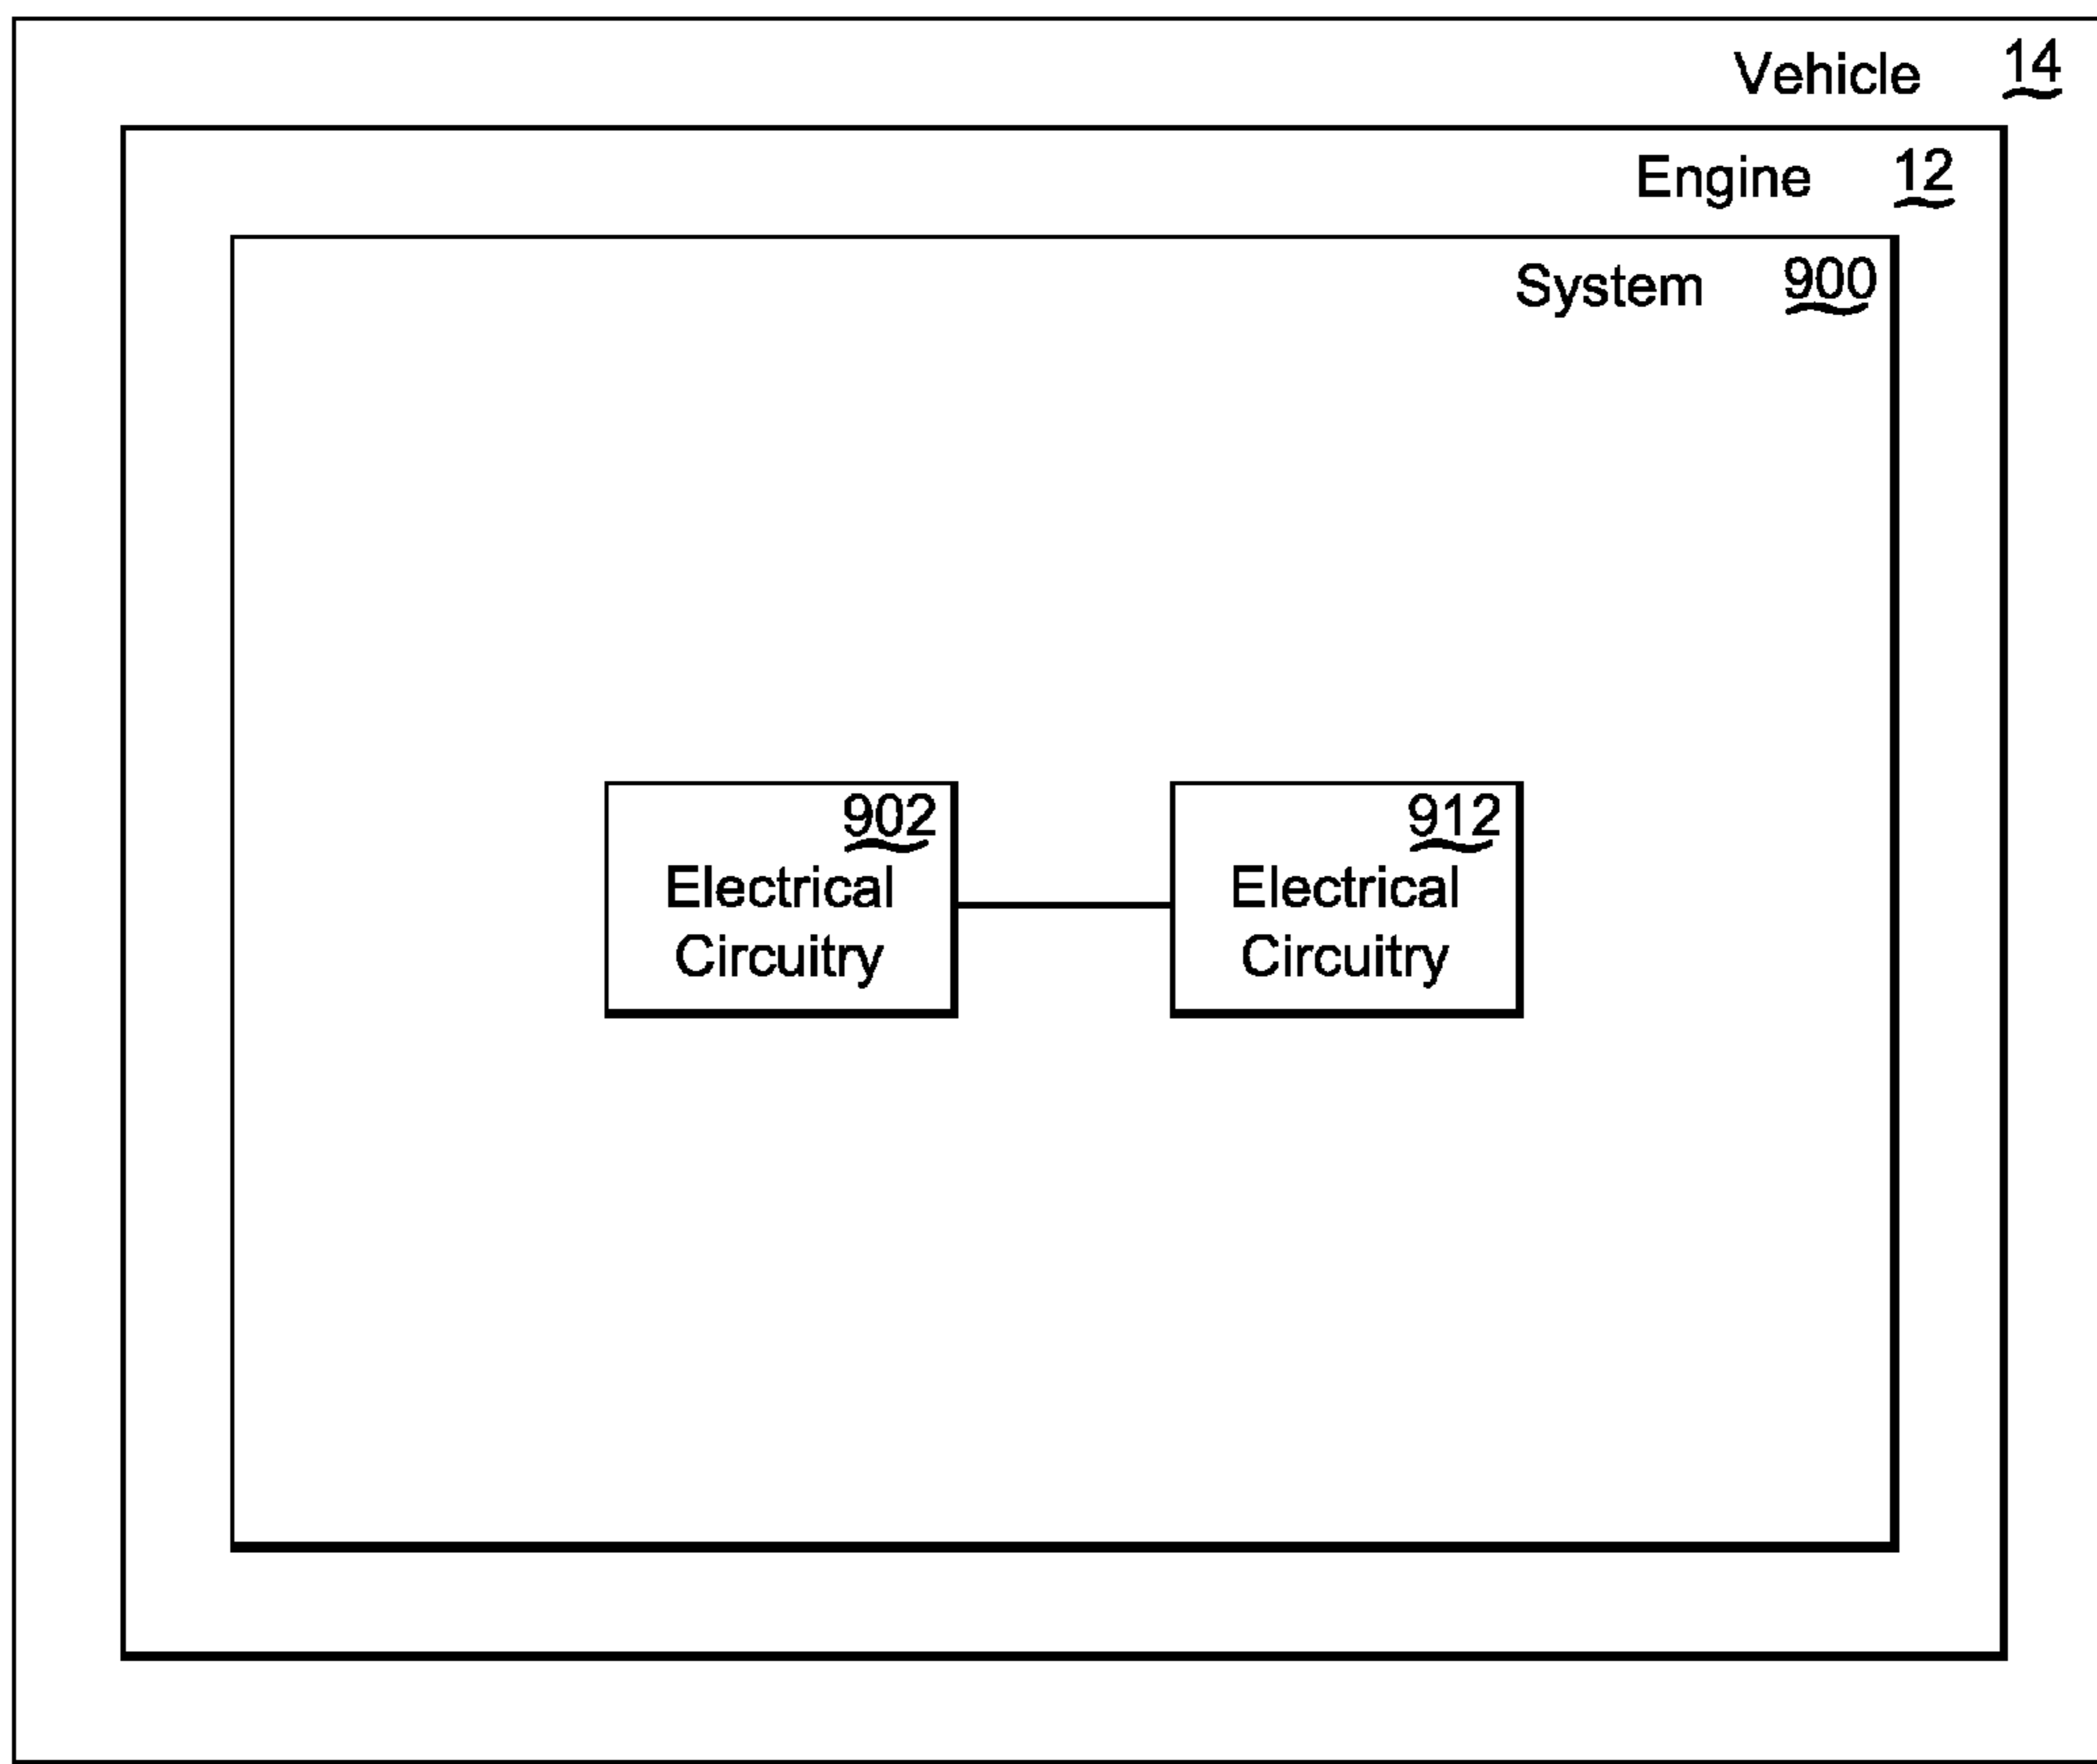 Vehicle 14
Engine 12
System 900
902
Electrical
Circuitry
912
Electrical
Circuitry